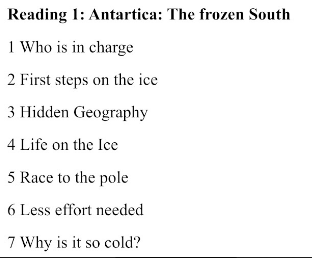 Reading 1: Antartica: The frozen South
1 Who is in charge
2 First steps on the ice
3 Hidden Geography
4 Life on the Ice
5 Race to the pole
6 Less effort needed
7 Why is it so cold?